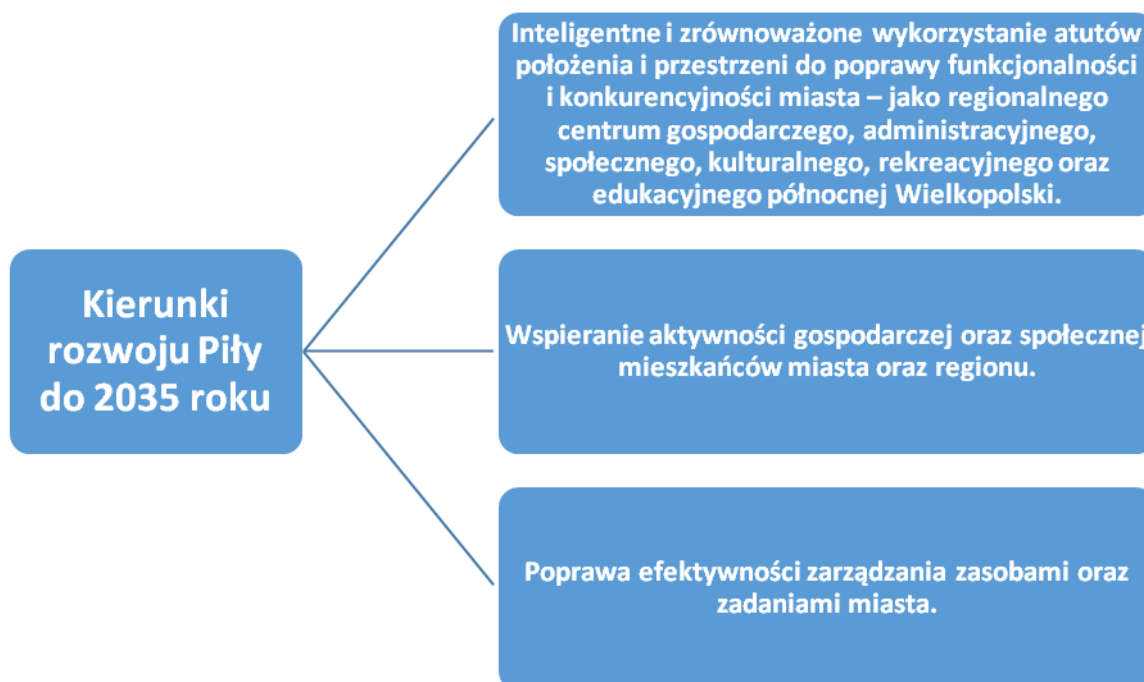 Inteligentne i zrównoważone wykorzystanie atutów
położenia i przestrzeni do poprawy funkcjonalności
i konkurencyjności miasta – jako regionalnego
centrum gospodarczego, administracyjnego,
społecznego, kulturalnego, rekreacyjnego oraz
edukacyjnego północnej Wielkopolski.
Kierunki
rozwoju Piły
do 2035 roku
Wspieranie aktywności gospodarczej oraz społecznej
mieszkańców miasta oraz regionu.
Poprawa efektywności zarządzania zasobami oraz
zadaniami miasta.